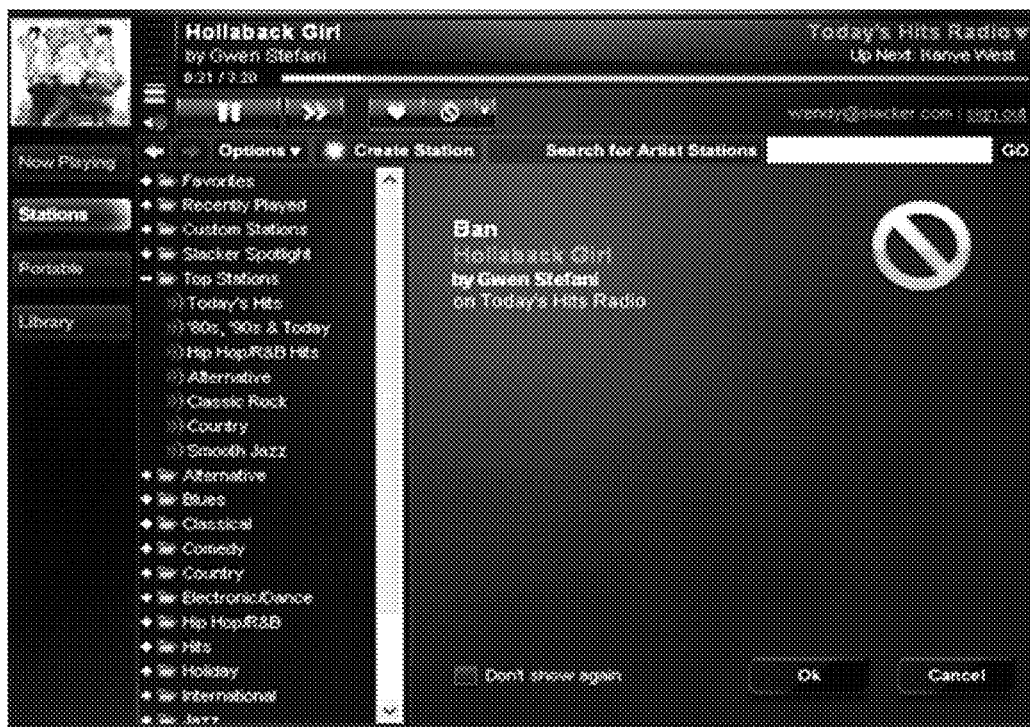 Hollaback Girl
by Gwen Stefani
0:21 / 3:20
Today's Hits Radio
Up Next: Kanye West
wendy@slacker.com | sign out
Options
Create Station
Search for Artist Stations
GO
Now Playing
Stations
Portable
Library
Favorites
Recently Played
Custom Stations
Slacker Spotlight
Top Stations
Today's Hits
'80s, '90s & Today
Hip Hop/R&B Hits
Alternative
Classic Rock
Country
Smooth Jazz
Alternative
Blues
Classical
Comedy
Country
Electronic/Dance
Hip Hop/R&B
Hits
Holiday
International
Jazz
Ban
Hollaback Girl
by Gwen Stefani
on Today's Hits Radio
Don't show again
Ok
Cancel